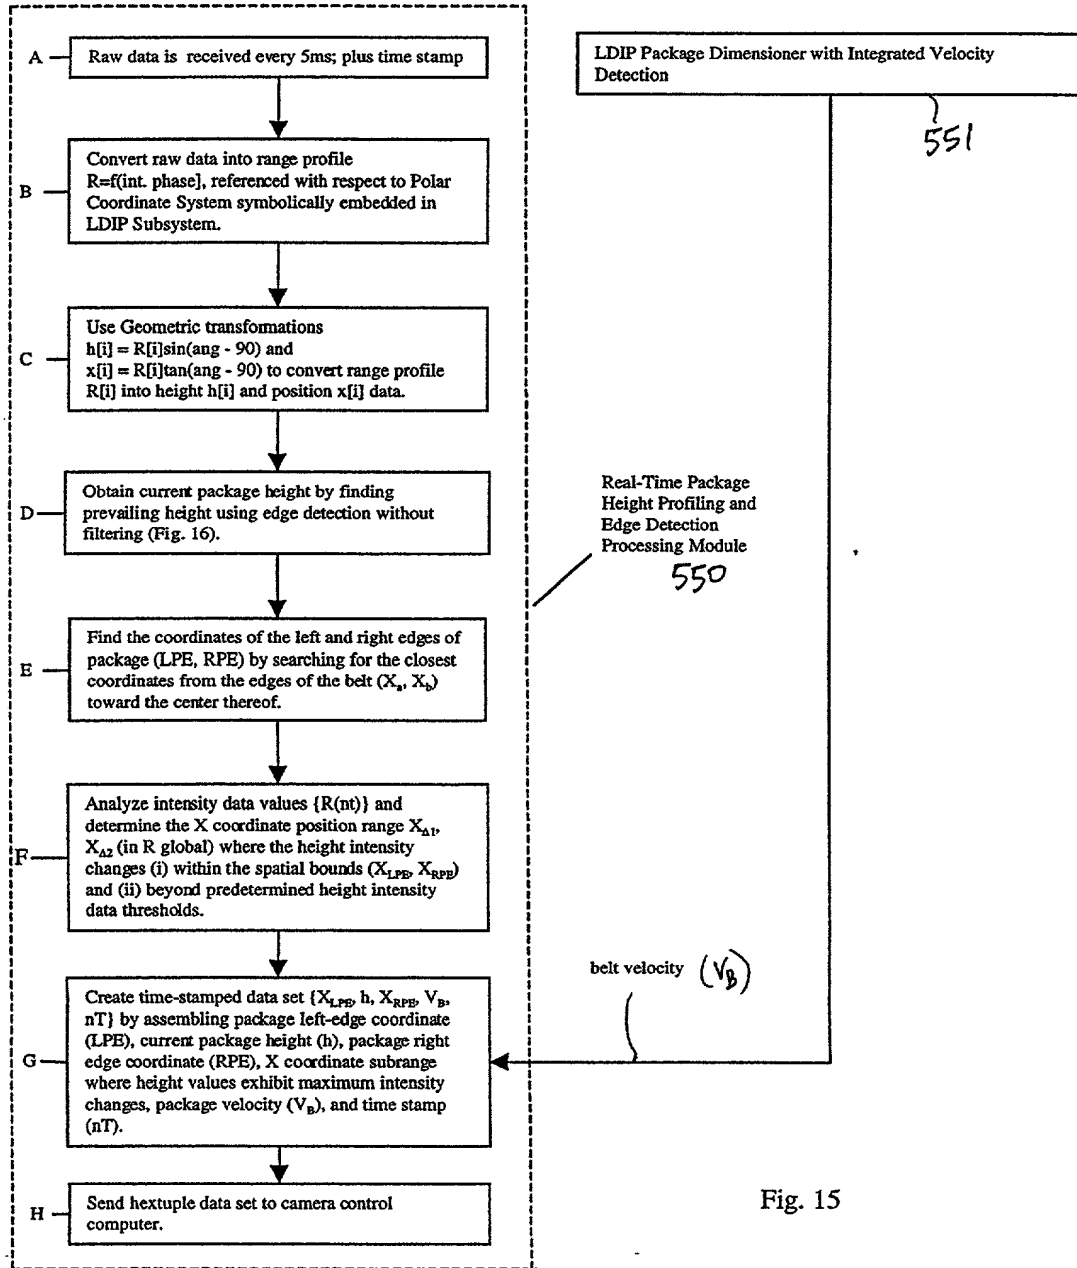 A
Raw data is received every 5ms; plus time stamp
LDIP Package Dimensioner with Integrated Velocity
Detection
551
B
Convert raw data into range profile
R=f(int. phase], referenced with respect to Polar
Coordinate System symbolically embedded in
LDIP Subsystem.
C
Use Geometric transformations
h[i] = R[i]sin(ang - 90) and
x[i] = R[i]tan(ang - 90) to convert range profile
R[i] into height h[i] and position x[i] data.
D
Obtain current package height by finding
prevailing height using edge detection without
filtering (Fig. 16).
Real-Time Package
Height Profiling and
Edge Detection
Processing Module
550
E
Find the coordinates of the left and right edges of
package (LPE, RPE) by searching for the closest
coordinates from the edges of the belt (Xa, Xb)
toward the center thereof.
F
Analyze intensity data values {R(nt)} and
determine the X coordinate position range XΔ1,
XΔ2 (in R global) where the height intensity
changes (i) within the spatial bounds (XLPE, XRPE)
and (ii) beyond predetermined height intensity
data thresholds.
belt velocity (VB)
G
Create time-stamped data set {XLPE, h, XRPE, VB,
nT} by assembling package left-edge coordinate
(LPE), current package height (h), package right
edge coordinate (RPE), X coordinate subrange
where height values exhibit maximum intensity
changes, package velocity (VB), and time stamp
(nT).
H
Send hextuple data set to camera control
computer.
Fig. 15